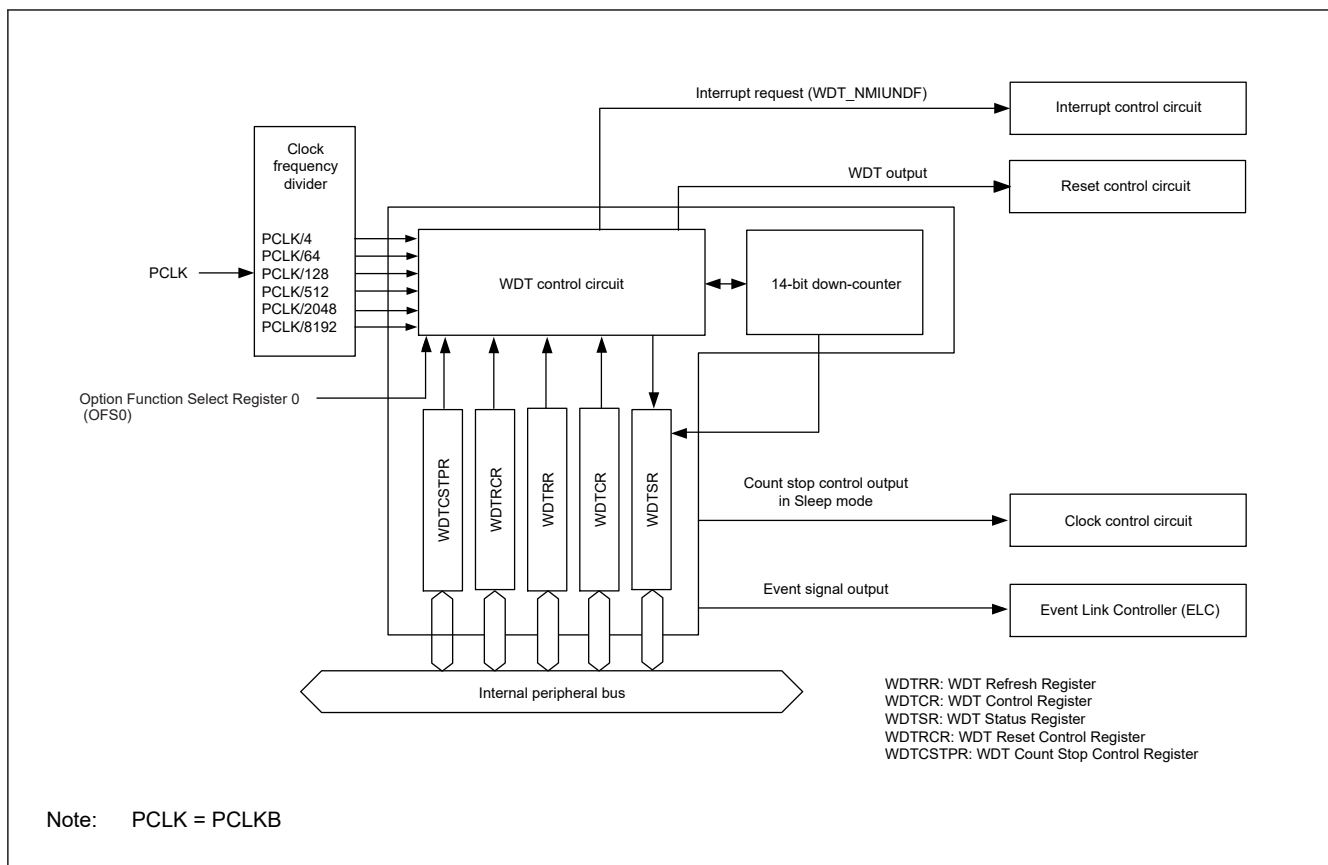 Interrupt request (WDT_NMIUNDF)
Interrupt control circuit
WDT output
Reset control circuit
Clock
frequency
divider
PCLK
PCLK/4
PCLK/64
PCLK/128
PCLK/512
PCLK/2048
PCLK/8192
WDT control circuit
14-bit down-counter
Option Function Select Register 0
(OFS0)
WDTCSTPR
WDTRCR
WDTRR
WDTCR
WDTSR
Count stop control output
in Sleep mode
Clock control circuit
Event signal output
Event Link Controller (ELC)
Internal peripheral bus
WDTRR: WDT Refresh Register
WDTCR: WDT Control Register
WDTSR: WDT Status Register
WDTRCR: WDT Reset Control Register
WDTCSTPR: WDT Count Stop Control Register
Note: PCLK = PCLKB